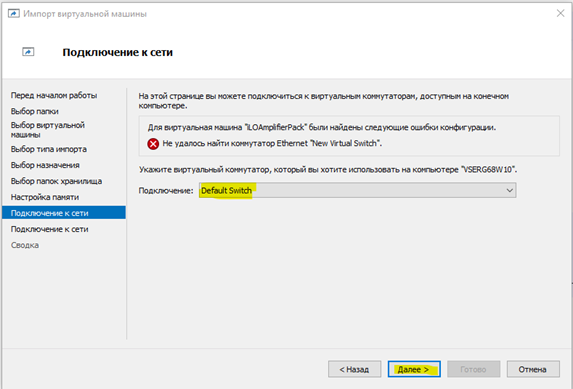 Импорт виртуальной машины
Подключение к сети
Перед началом работы
Выбор папки
Выбор виртуальной
машины
Выбор типа импорта
Выбор назначения
Выбор папок хранилища
Настройка памяти
Подключение к сети
Подключение к сети
Сводка
На этой странице вы можете подключиться к виртуальным коммутаторам, доступным на конечном
компьютере.
Для виртуальная машина "iLOAmplifierPack" были найдены следующие ошибки конфигурации.
Не удалось найти коммутатор Ethernet "New Virtual Switch".
Укажите виртуальный коммутатор, который вы хотите использовать на компьютере "VSERG68W10".
Подключение: Default Switch
< Назад Далее > Готово Отмена